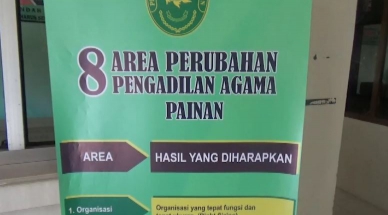 8 AREA PERUBAHAN
PENGADILAN AGAMA
PAINAN
AREA
HASIL YANG DIHARAPKAN
1. Organisasi
Organisasi yang tepat fungsi dan